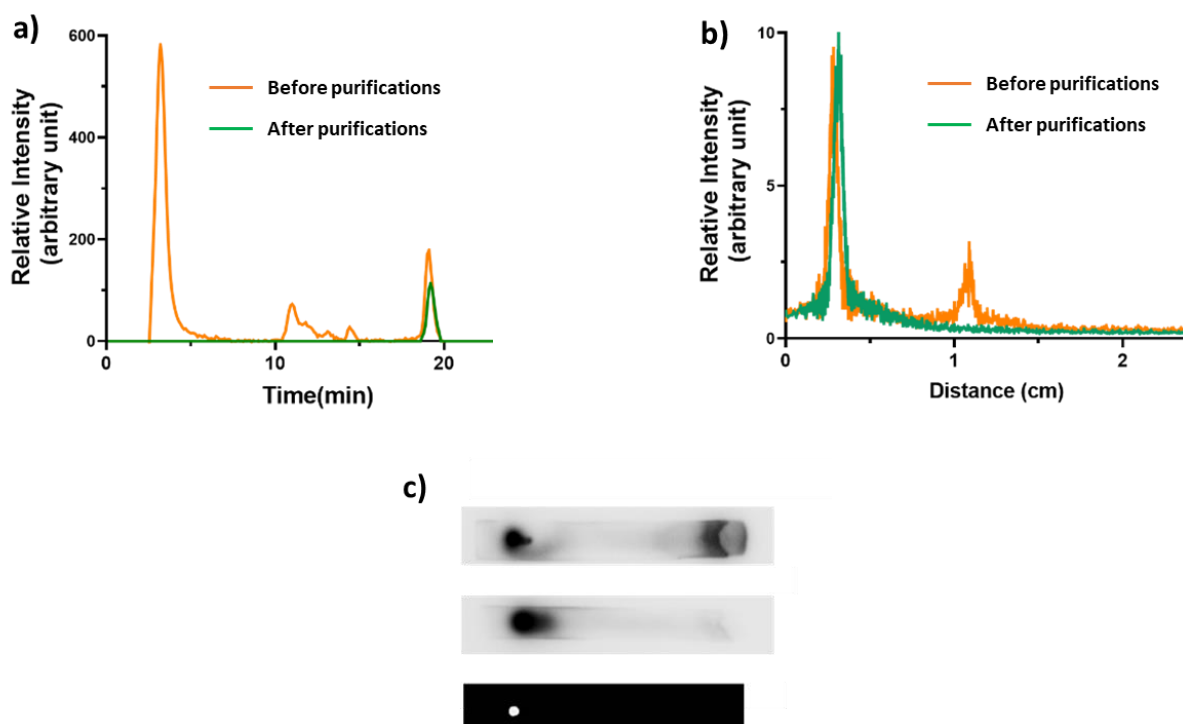 a)
600
400
200
0
Relative Intensity
(arbitrary unit)
Before purifications
After purifications
0
10
20
Time(min)
b)
10
5
0
Relative Intensity
(arbitrary unit)
Before purifications
After purifications
0
1
2
Distance (cm)
c)